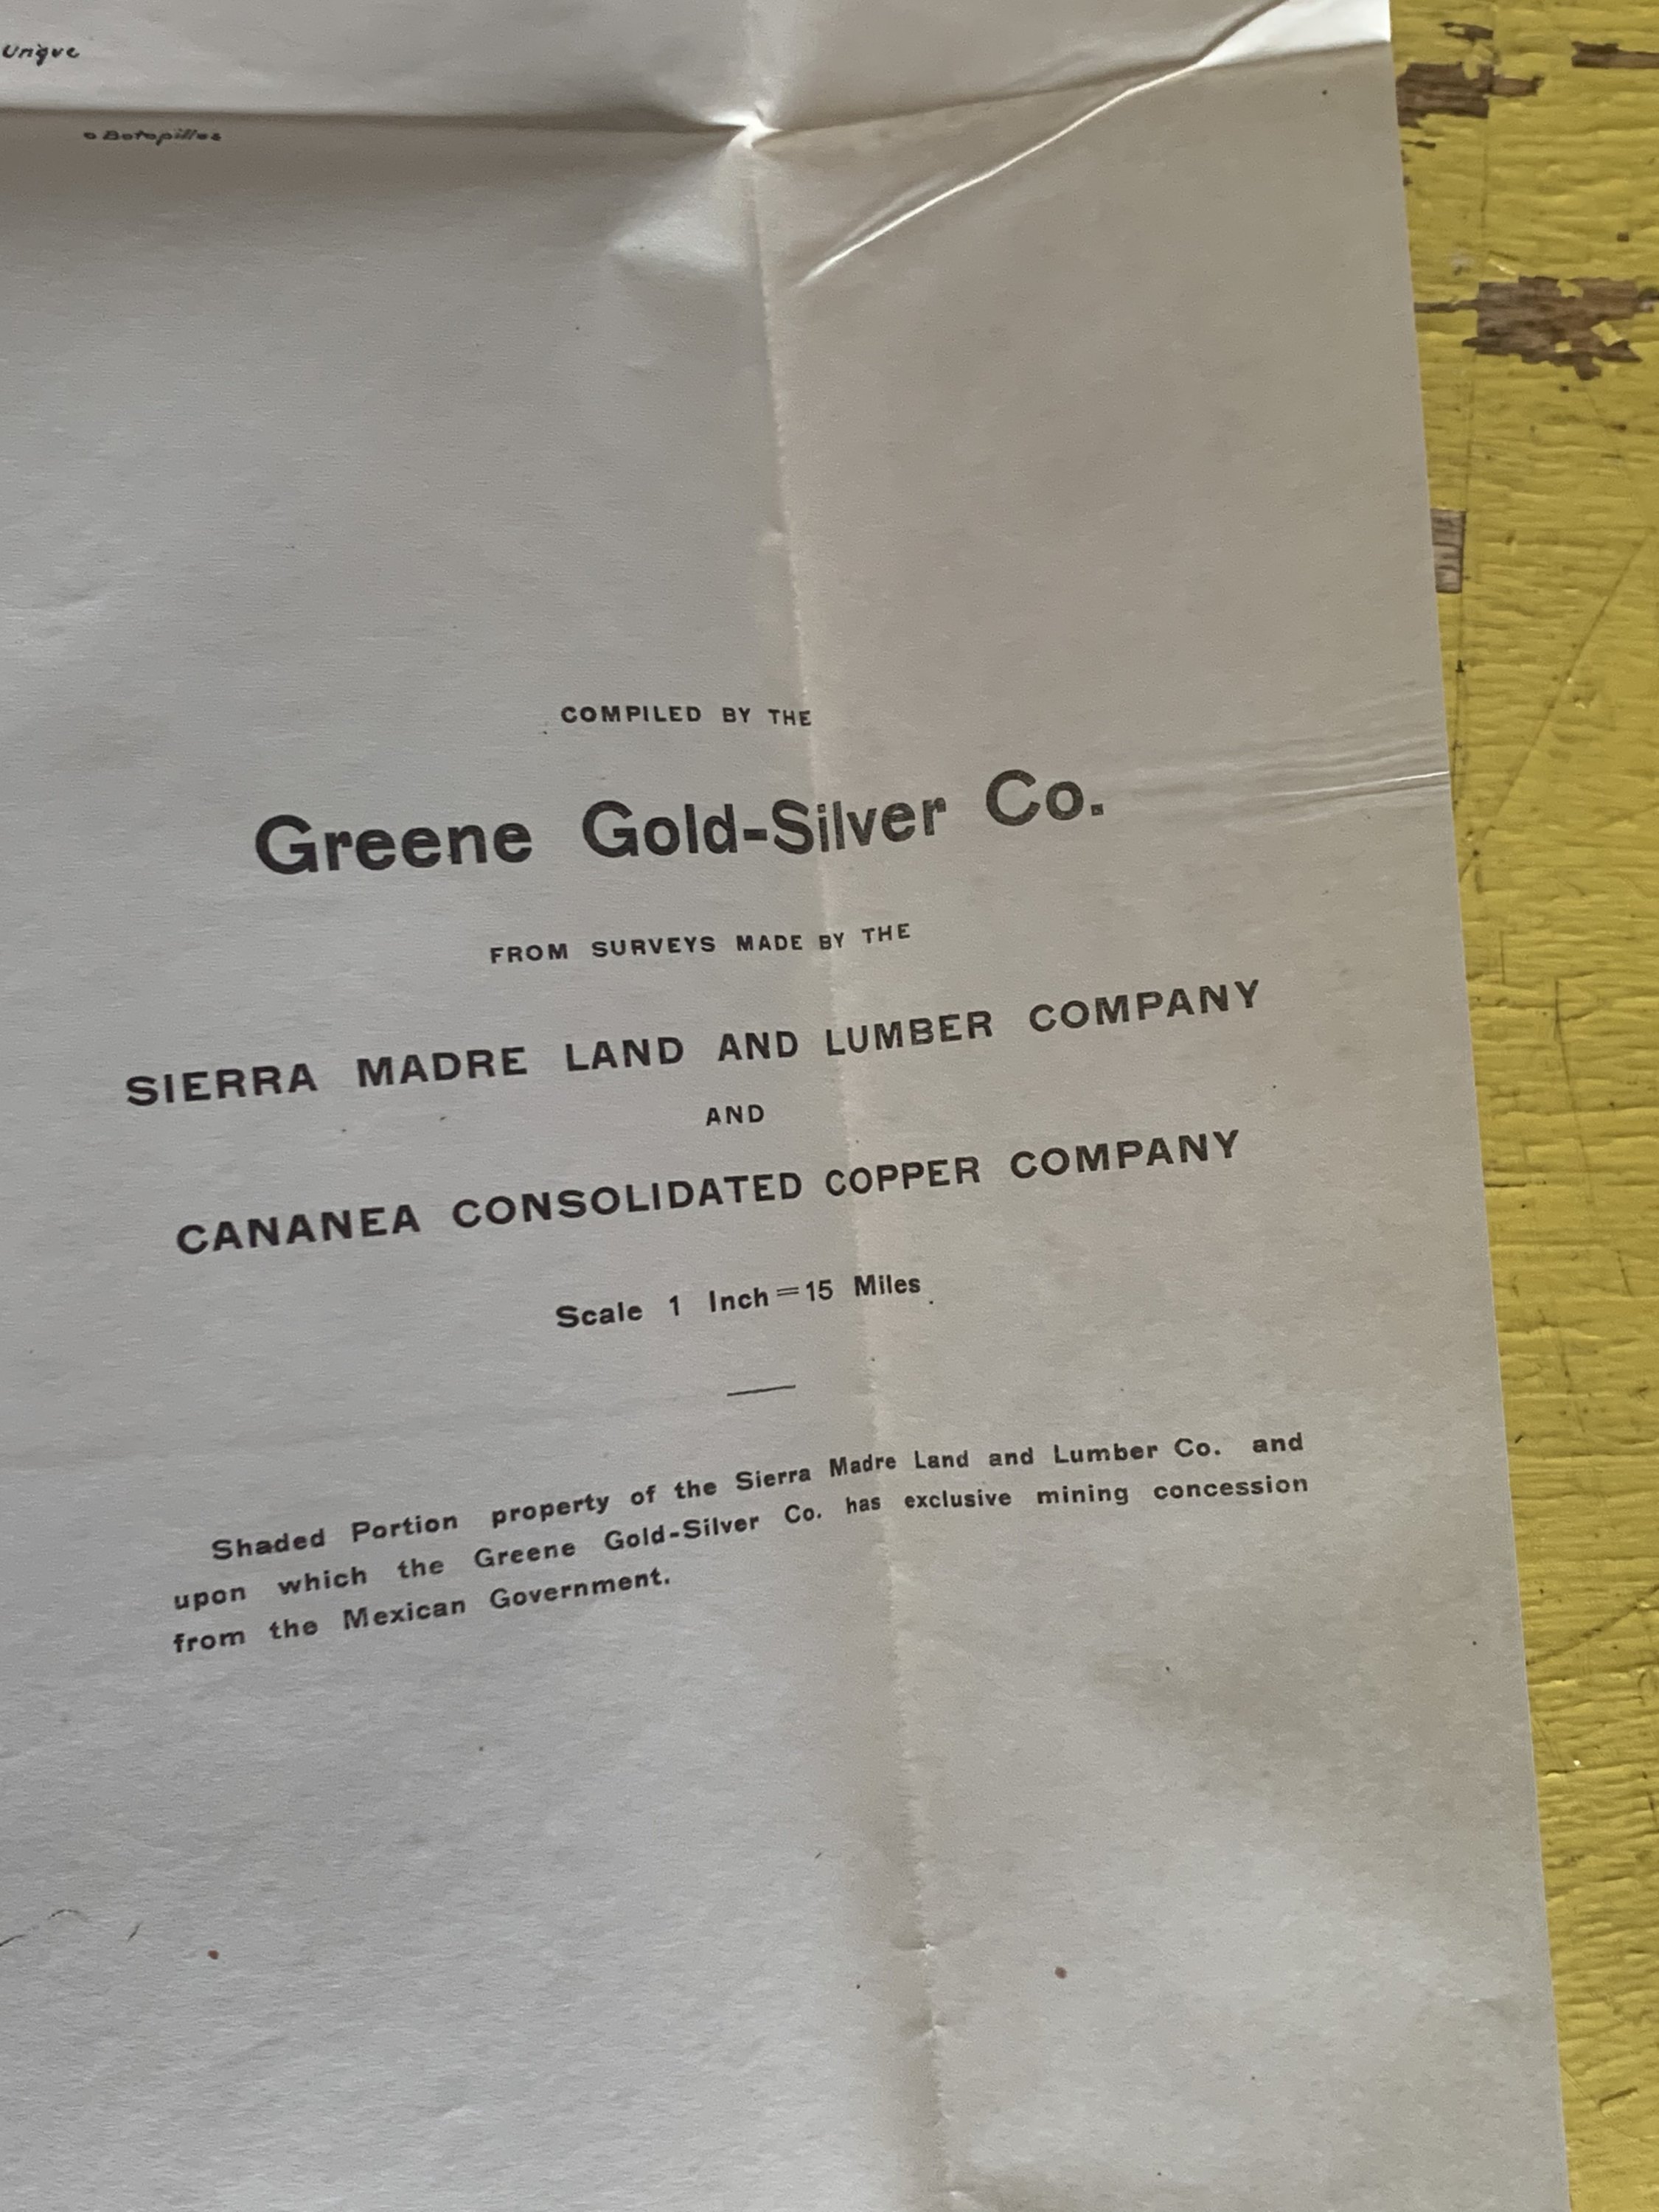 Urique
Batopillas
COMPILED BY THE
Greene Gold-Silver Co.
FROM SURVEYS MADE BY THE
SIERRA MADRE LAND AND LUMBER COMPANY
AND
CANANEA CONSOLIDATED COPPER COMPANY
Scale 1 Inch=15 Miles.
Shaded Portion property of the Sierra Madre Land and Lumber Co. and
upon which the Greene Gold-Silver Co. has exclusive mining concession
from the Mexican Government.